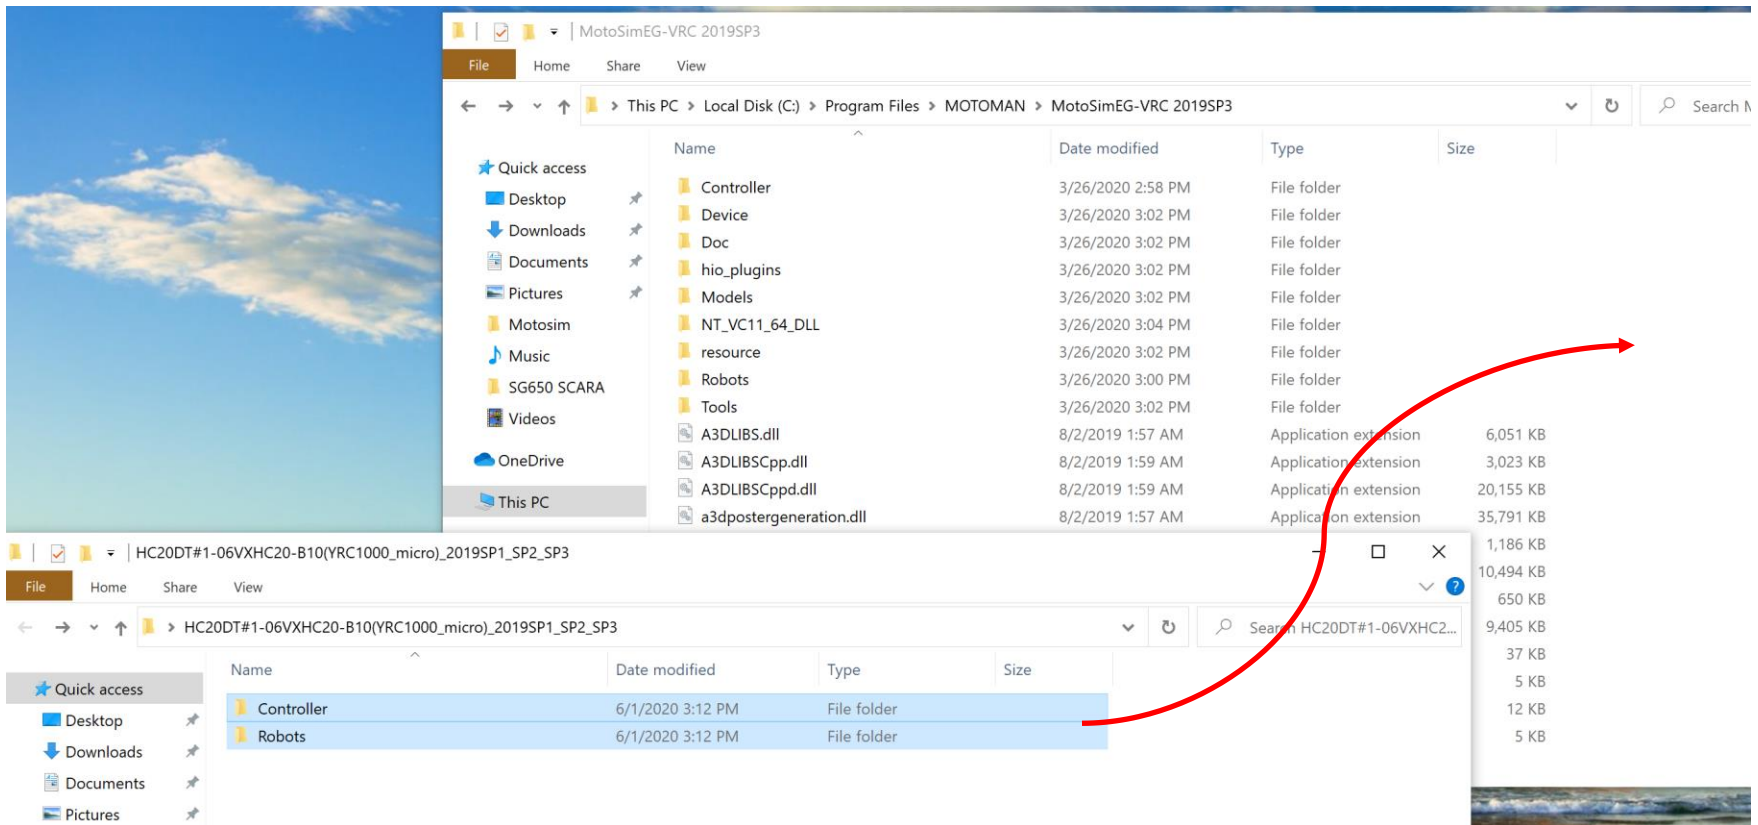 MotoSimEG-VRC 2019SP3
File Home Share View
This PC > Local Disk (C:) > Program Files > MOTOMAN > MotoSimEG-VRC 2019SP3
Search
Name Date modified Type Size
Quick access
Desktop
Downloads
Documents
Pictures
Motosim
Music
SG650 SCARA
Videos
OneDrive
This PC
Controller 3/26/2020 2:58 PM File folder
Device 3/26/2020 3:02 PM File folder
Doc 3/26/2020 3:02 PM File folder
hio_plugins 3/26/2020 3:02 PM File folder
Models 3/26/2020 3:02 PM File folder
NT_VC11_64_DLL 3/26/2020 3:04 PM File folder
resource 3/26/2020 3:02 PM File folder
Robots 3/26/2020 3:00 PM File folder
Tools 3/26/2020 3:02 PM File folder
A3DLIBS.dll 8/2/2019 1:57 AM Application extension 6,051 KB
A3DLIBSCpp.dll 8/2/2019 1:59 AM Application extension 3,023 KB
A3DLIBSCppd.dll 8/2/2019 1:59 AM Application extension 20,155 KB
a3dpostergeneration.dll 8/2/2019 1:57 AM Application extension 35,791 KB
1,186 KB
10,494 KB
650 KB
9,405 KB
37 KB
5 KB
12 KB
5 KB
HC20DT#1-06VXHC20-B10(YRC1000_micro)_2019SP1_SP2_SP3
File Home Share View
> HC20DT#1-06VXHC20-B10(YRC1000_micro)_2019SP1_SP2_SP3
Search HC20DT#1-06VXHC2...
Name Date modified Type Size
Quick access
Desktop
Downloads
Documents
Pictures
Controller 6/1/2020 3:12 PM File folder
Robots 6/1/2020 3:12 PM File folder